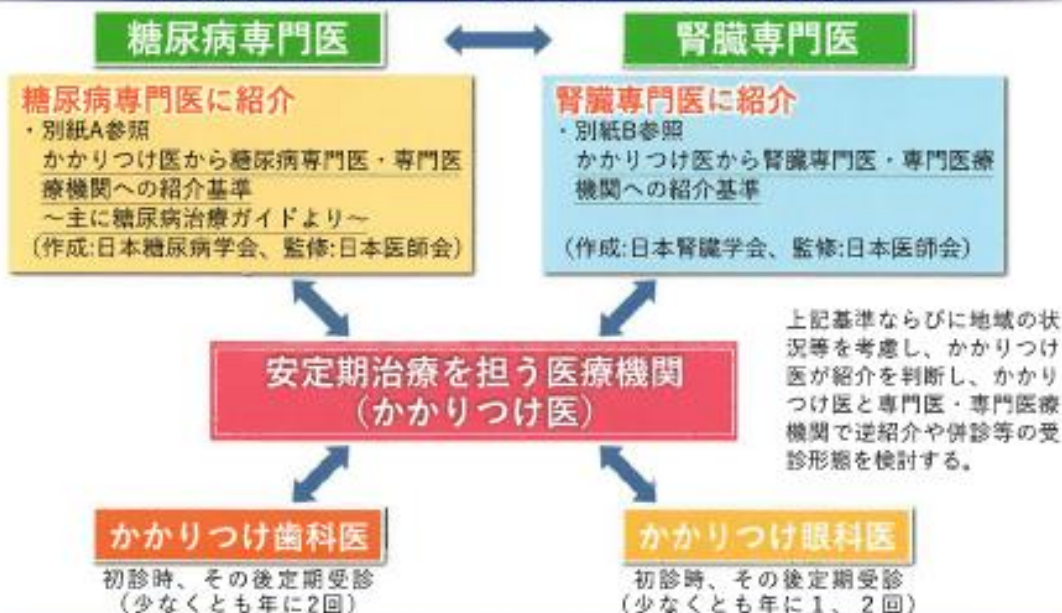 糖尿病専門医
腎臓専門医
糖尿病専門医に紹介
・別紙A参照
かかりつけ医から糖尿病専門医・専門医
療機関への紹介基準
～主に糖尿病治療ガイドより～
(作成:日本糖尿病学会、監修:日本医師会)
腎臓専門医に紹介
・別紙B参照
かかりつけ医から腎臓専門医・専門医療
機関への紹介基準
(作成:日本腎臓学会、監修:日本医師会)
安定期治療を担う医療機関
(かかりつけ医)
上記基準ならびに地域の状
況等を考慮し、かかりつけ
医が紹介を判断し、かかり
つけ医と専門医・専門医療
機関で逆紹介や併診等の受
診形態を検討する。
かかりつけ歯科医
初診時、その後定期受診
(少なくとも年に2回)
かかりつけ眼科医
初診時、その後定期受診
(少なくとも年に１、２回)